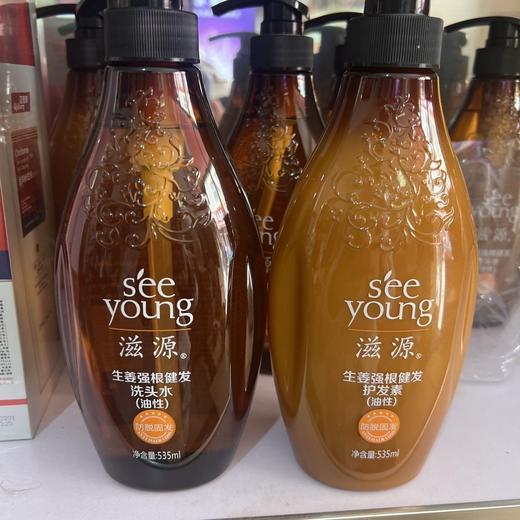 see
young
滋源®
生姜强根健发
洗头水
(油性)
防脱固发
净含量:535ml
see
young
滋源®
生姜强根健发
护发素
(油性)
防脱固发
净含量:535ml
see
young